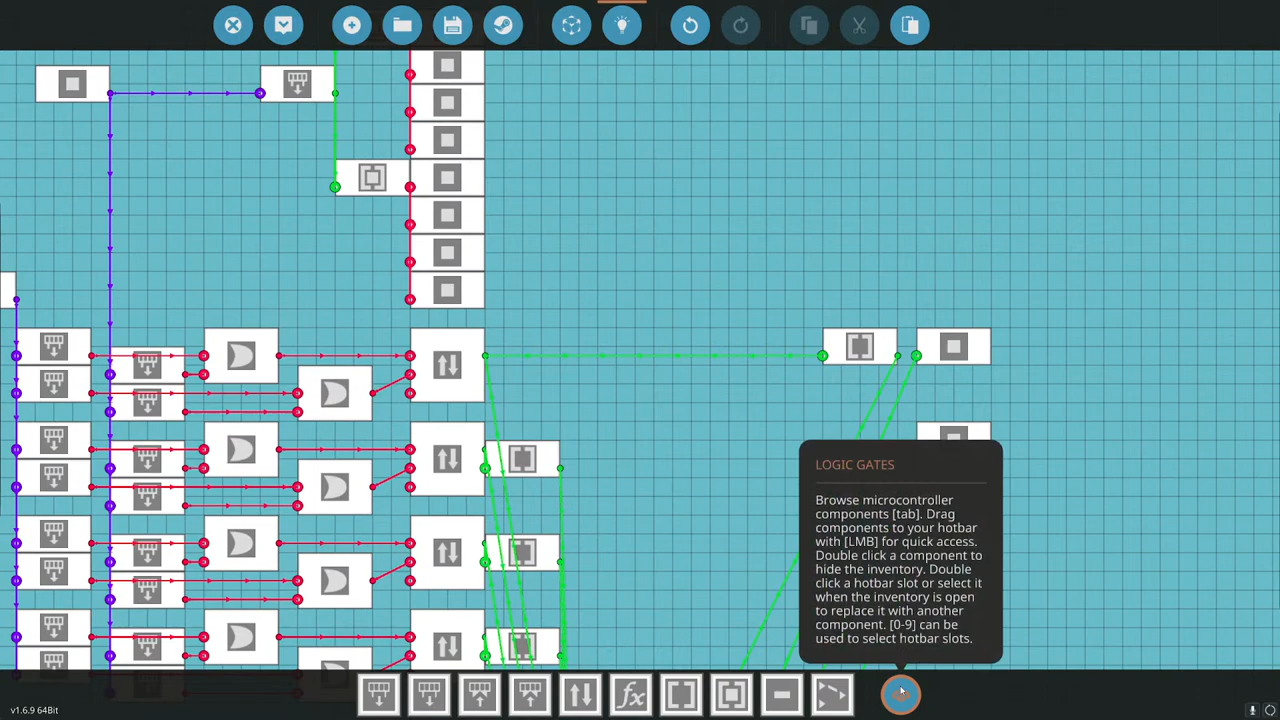 LOGIC GATES
Browse microcontroller
components [tab]. Drag
components to your hotbar
with [LMB] for quick access.
Double click a component to
hide the inventory. Double
click a hotbar slot or select it
when the inventory is open
to replace it with another
component. [0-9] can be
used to select hotbar slots.
fx
v1.6.9 64Bit